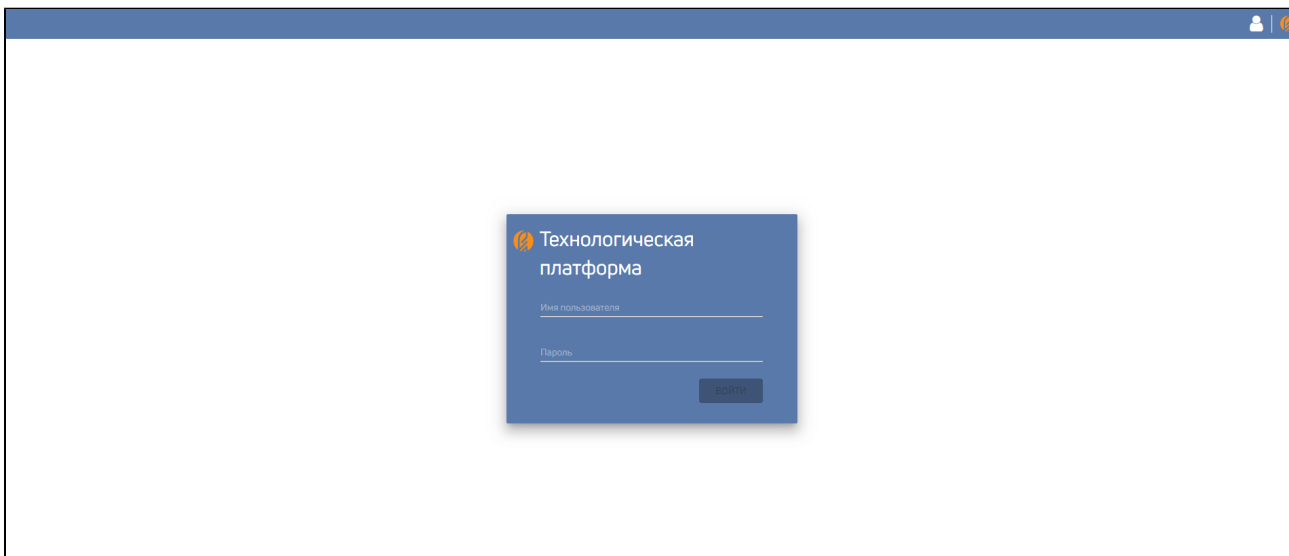 Технологическая
платформа
Имя пользователя
Пароль
ВОЙТИ